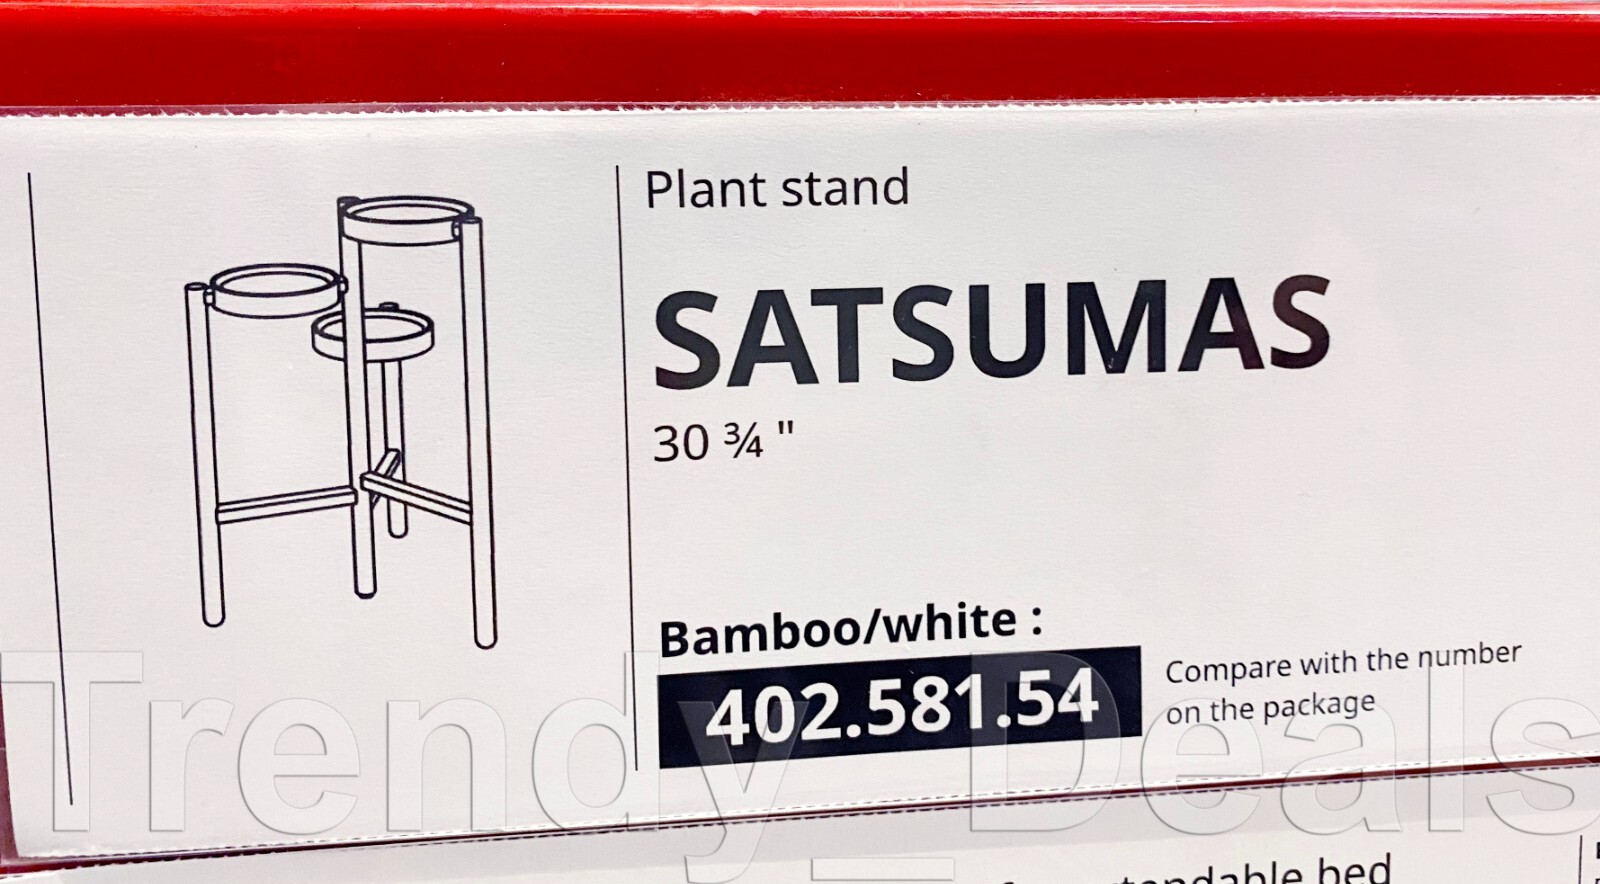 Plant stand
SATSUMAS
30 ¾ "
Bamboo/white :
402.581.54
Compare with the number
on the package
Trendy_Deals
bed